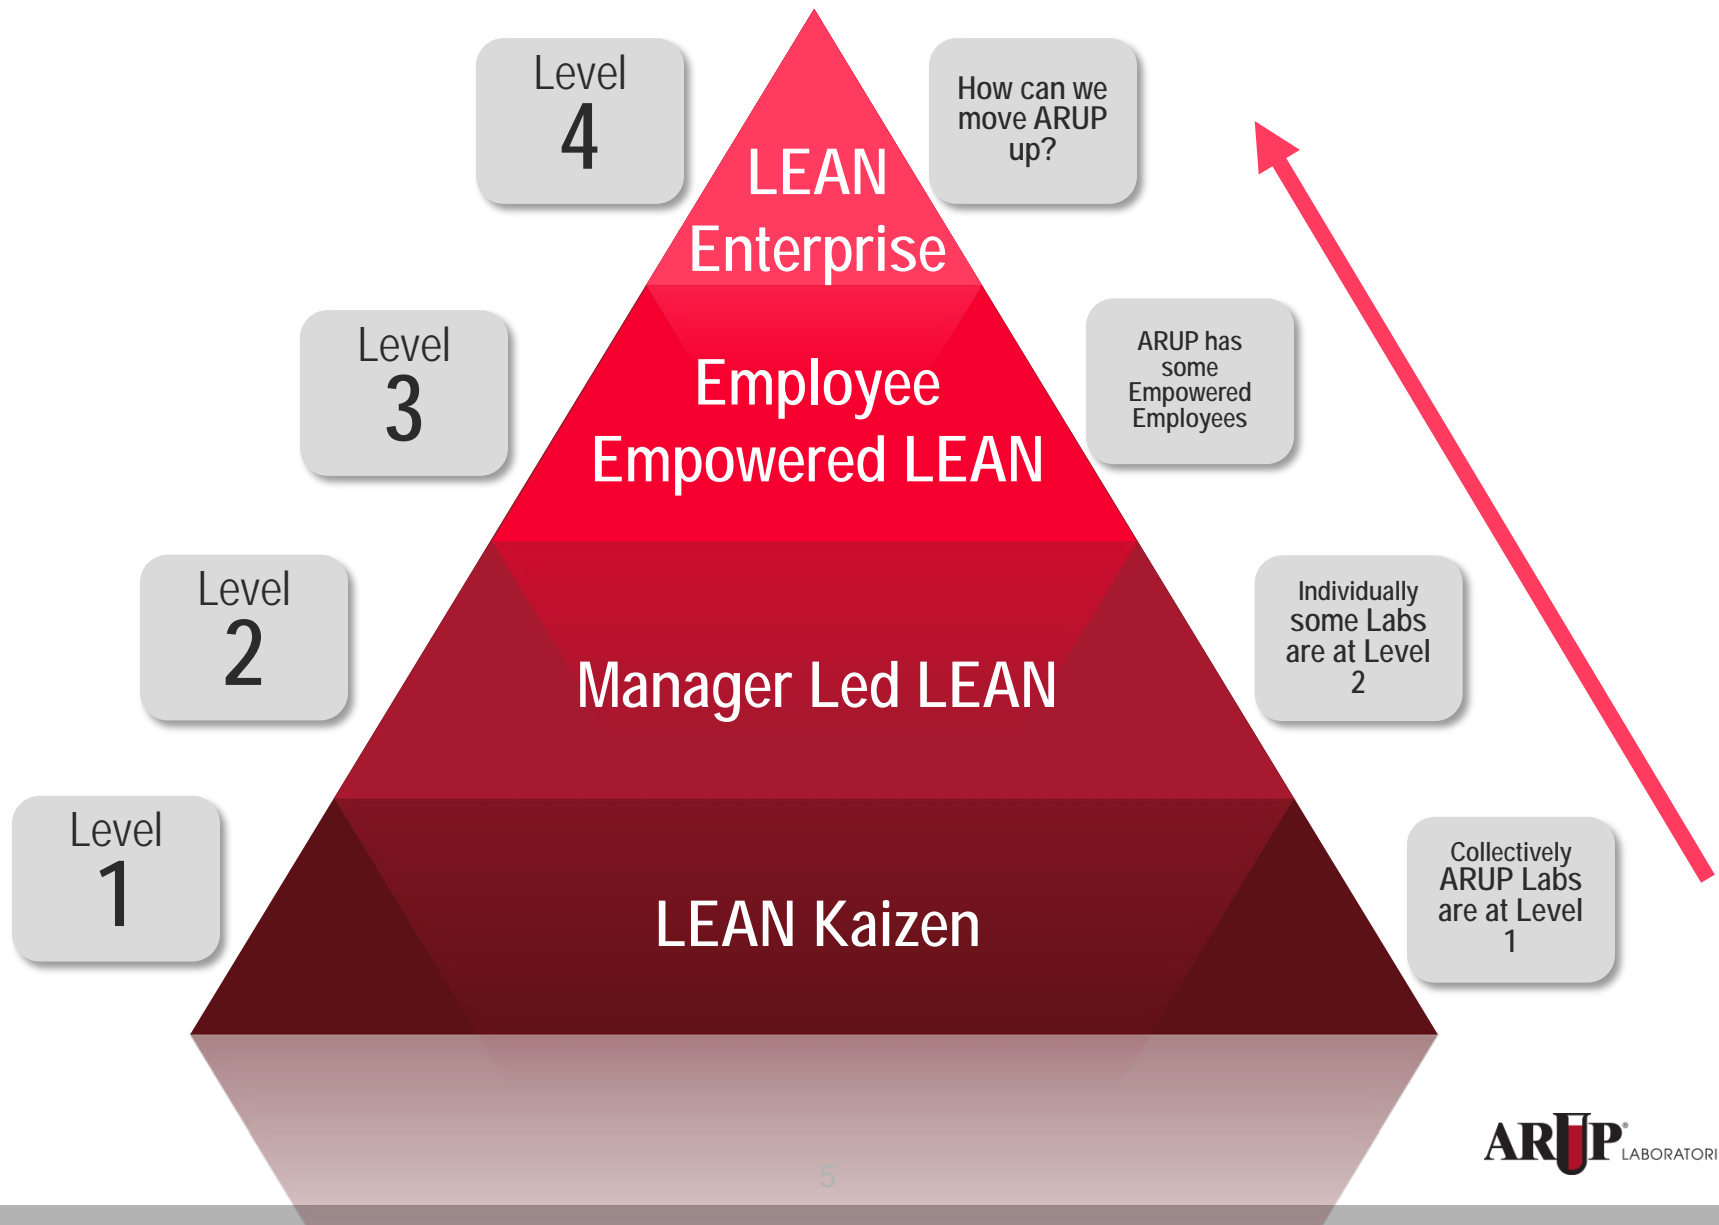 Level
4
LEAN
Enterprise
How can we
move ARUP
up?
Level
3
Employee
Empowered LEAN
ARUP has
some
Empowered
Employees
Level
2
Manager Led LEAN
Individually
some Labs
are at Level
2
Level
1
LEAN Kaizen
Collectively
ARUP Labs
are at Level
1
ARUP® LABORATORI
5